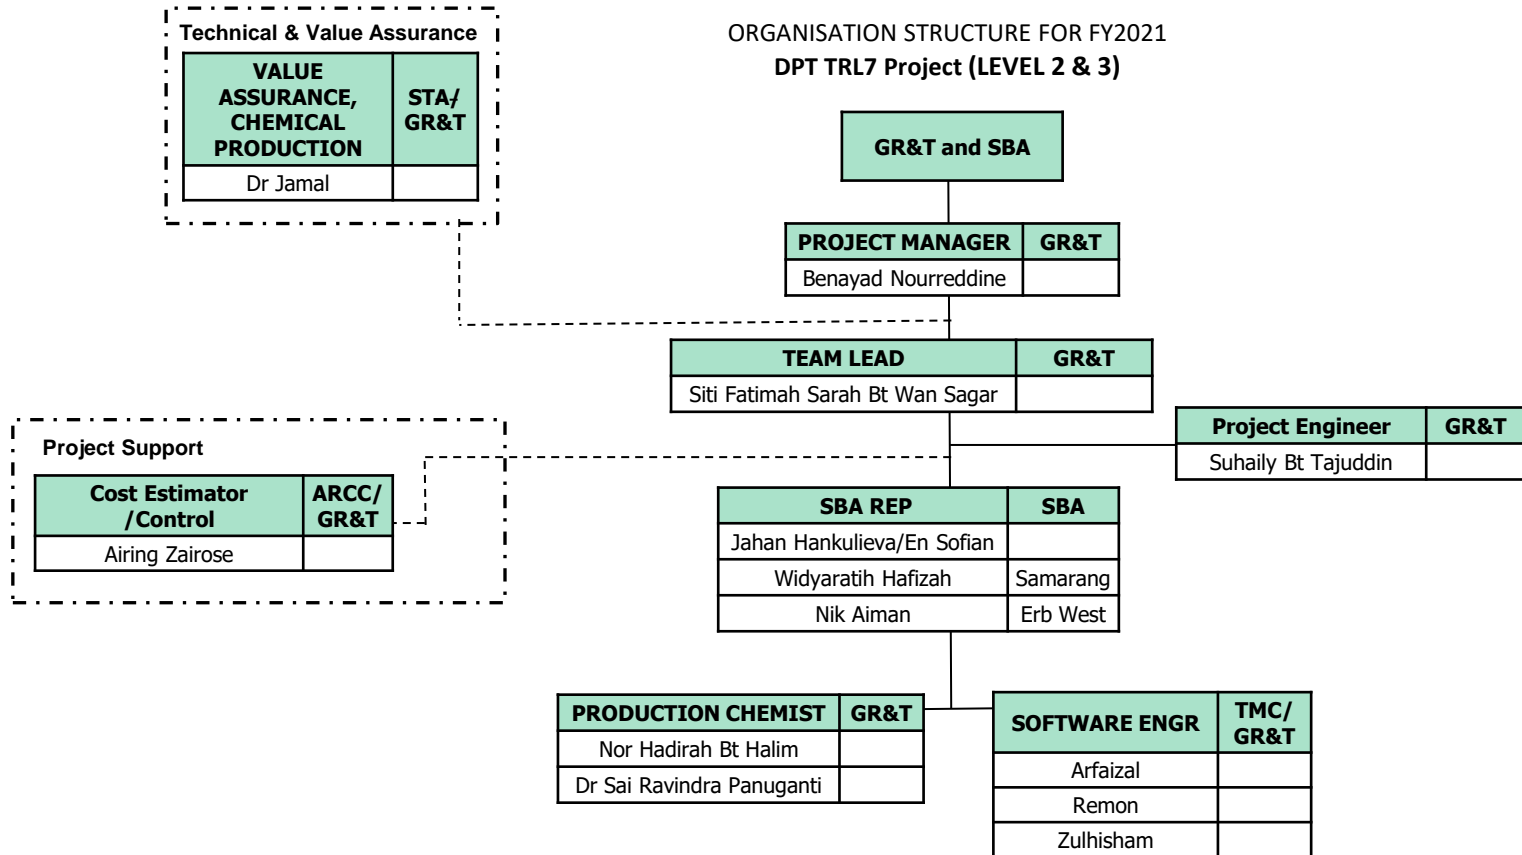 Technical & Value Assurance
VALUE
ASSURANCE,
CHEMICAL
PRODUCTION
STA/
GR&T
Dr Jamal
ORGANISATION STRUCTURE FOR FY2021
DPT TRL7 Project (LEVEL 2 & 3)
GR&T and SBA
PROJECT MANAGER
GR&T
Benayad Nourreddine
TEAM LEAD
GR&T
Siti Fatimah Sarah Bt Wan Sagar
Project Engineer
GR&T
Suhaily Bt Tajuddin
Project Support
Cost Estimator
/Control
ARCC/
GR&T
Airing Zairose
SBA REP
SBA
Jahan Hankulieva/En Sofian
Widyaratih Hafizah
Samarang
Nik Aiman
Erb West
PRODUCTION CHEMIST
GR&T
Nor Hadirah Bt Halim
Dr Sai Ravindra Panuganti
SOFTWARE ENGR
TMC/
GR&T
Arfaizal
Remon
Zulhisham